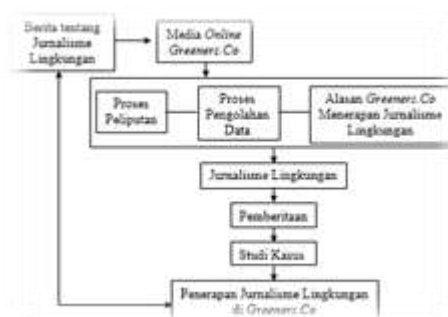 Berita tentang
Jurnalisme
Lingkungan
Media Online
Greeners.Co
Proses
Peliputan
Proses
Pengolahan
Data
Alasan Greeners.Co
Menerapan Jurnalisme
Lingkungan
Jurnalisme Lingkungan
Pemberitaan
Studi Kasus
Penerapan Jurnalisme Lingkungan
di Greeners.Co